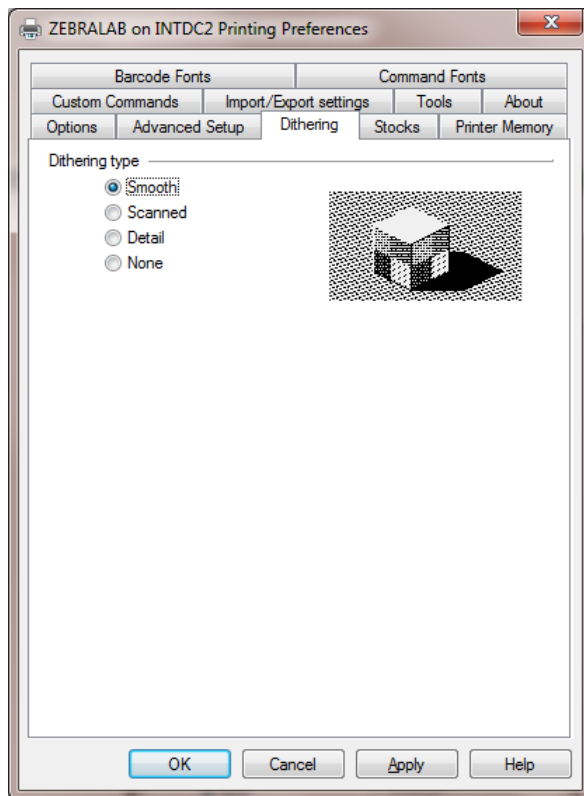 ZEBRALAB on INTDC2 Printing Preferences
Barcode Fonts Command Fonts
Custom Commands Import/Export settings Tools About
Options Advanced Setup Dithering Stocks Printer Memory
Dithering type
Smooth
Scanned
Detail
None
OK Cancel Apply Help